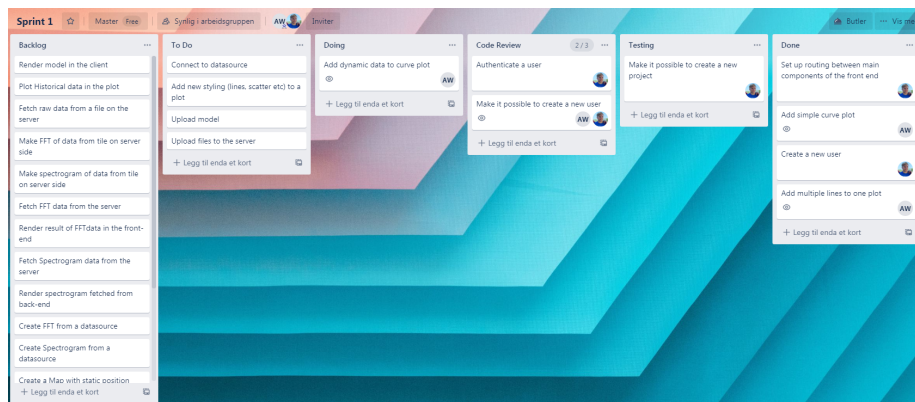 Sprint 1
Master Free
Synlig i arbeidsgruppen
AW
Inviter
Butler
Vis me
Backlog
Render model in the client
Plot Historical data in the plot
Fetch raw data from a file on the
server
Make FFT of data from tile on server
side
Make spectrogram of data from tile
on server side
Fetch FFT data from the server
Render result of FFTdata in the front-
end
Fetch Spectrogram data from the
server
Render spectrogram fetched from
back-end
Create FFT from a datasource
Create Spectrogram from a
datasource
Create a Map with static position
+ Legg til enda et kort
To Do
Connect to datasource
Add new styling (lines, scatter etc) to a
plot
Upload model
Upload files to the server
+ Legg til enda et kort
Doing
Add dynamic data to curve plot
AW
+ Legg til enda et kort
Code Review 2 / 3
Authenticate a user
Make it possible to create a new user
AW
+ Legg til enda et kort
Testing
Make it possible to create a new
project
+ Legg til enda et kort
Done
Set up routing between main
components of the front end
Add simple curve plot
AW
Create a new user
Add multiple lines to one plot
AW
+ Legg til enda et kort